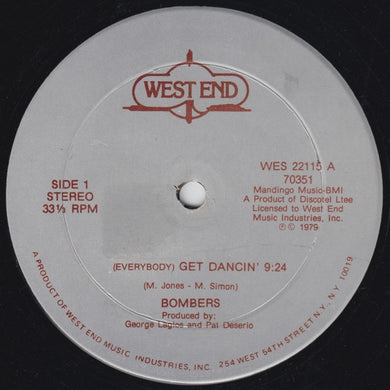 WEST END
SIDE 1
STEREO
33⅓ RPM
WES 22115 A
70351
Mandingo Music-BMI
A Product of Discotel Ltee
Licensed to West End
Music Industries, Inc.
℗ © 1979
(EVERYBODY) GET DANCIN' 9:24
(M. Jones - M. Simon)
BOMBERS
Produced by:
George Lagios and Pat Deserio
A PRODUCT OF WEST END MUSIC INDUSTRIES, INC. 254 WEST 54TH STREET N.Y. N.Y. 10019